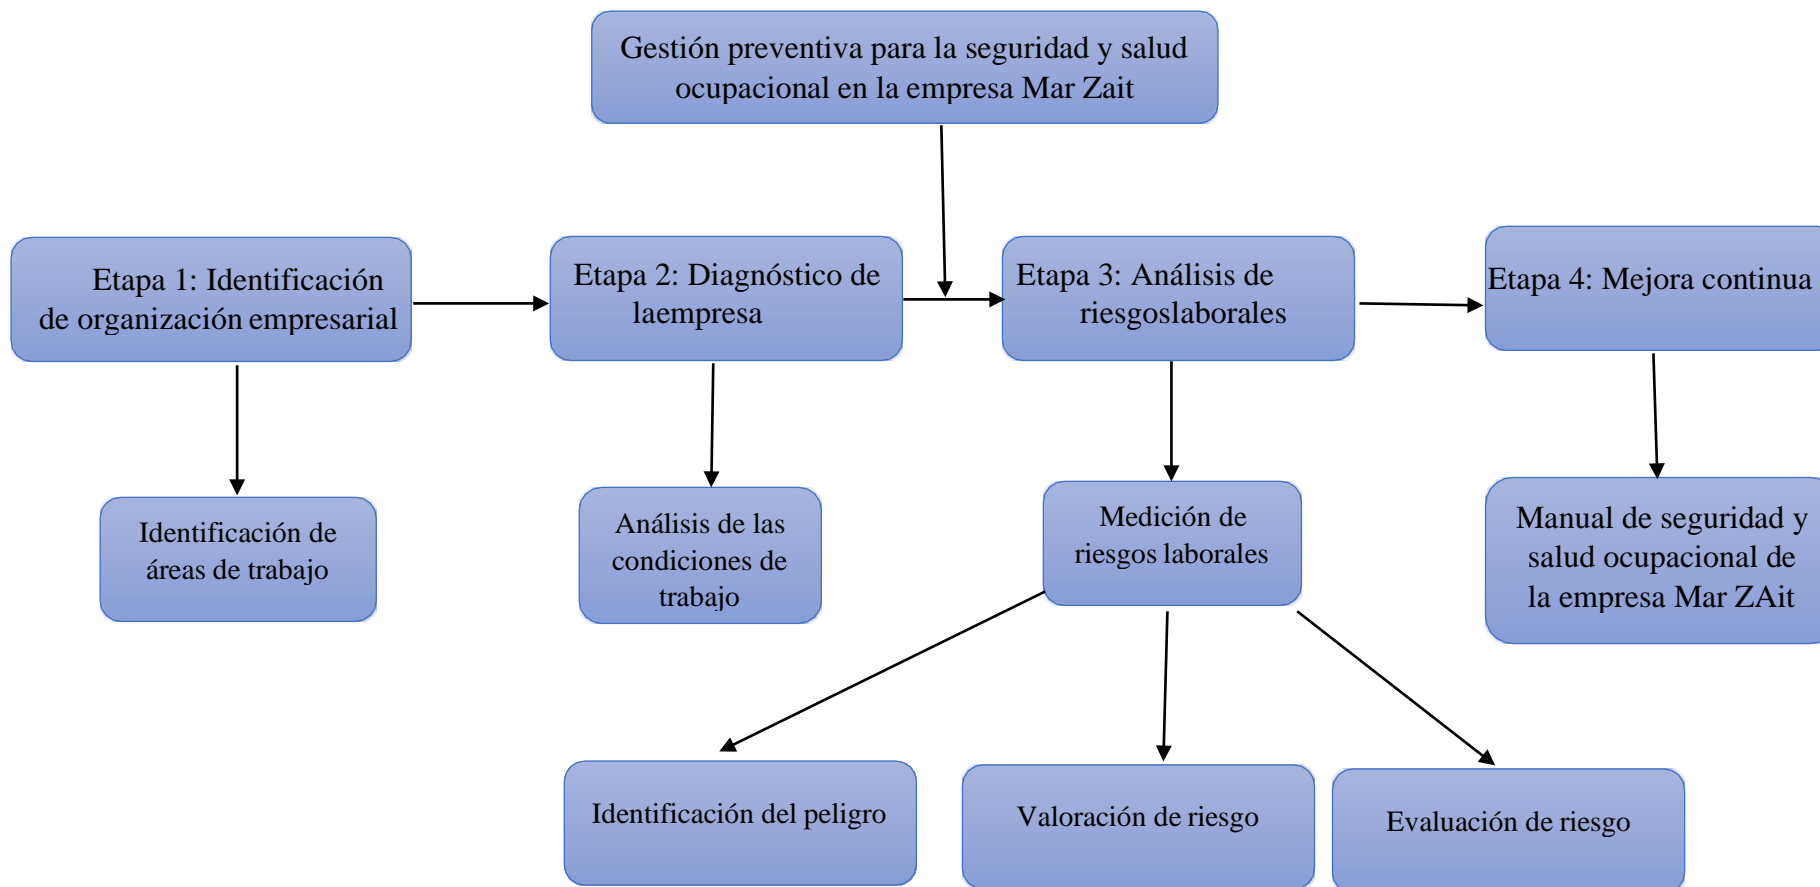 Gestión preventiva para la seguridad y salud
ocupacional en la empresa Mar Zait
Etapa 1: Identificación
de organización empresarial
Etapa 2: Diagnóstico de
laempresa
Etapa 3: Análisis de
riesgoslaborales
Etapa 4: Mejora continua
Identificación de
áreas de trabajo
Análisis de las
condiciones de
trabajo
Medición de
riesgos laborales
Manual de seguridad y
salud ocupacional de
la empresa Mar ZAit
Identificación del peligro
Valoración de riesgo
Evaluación de riesgo